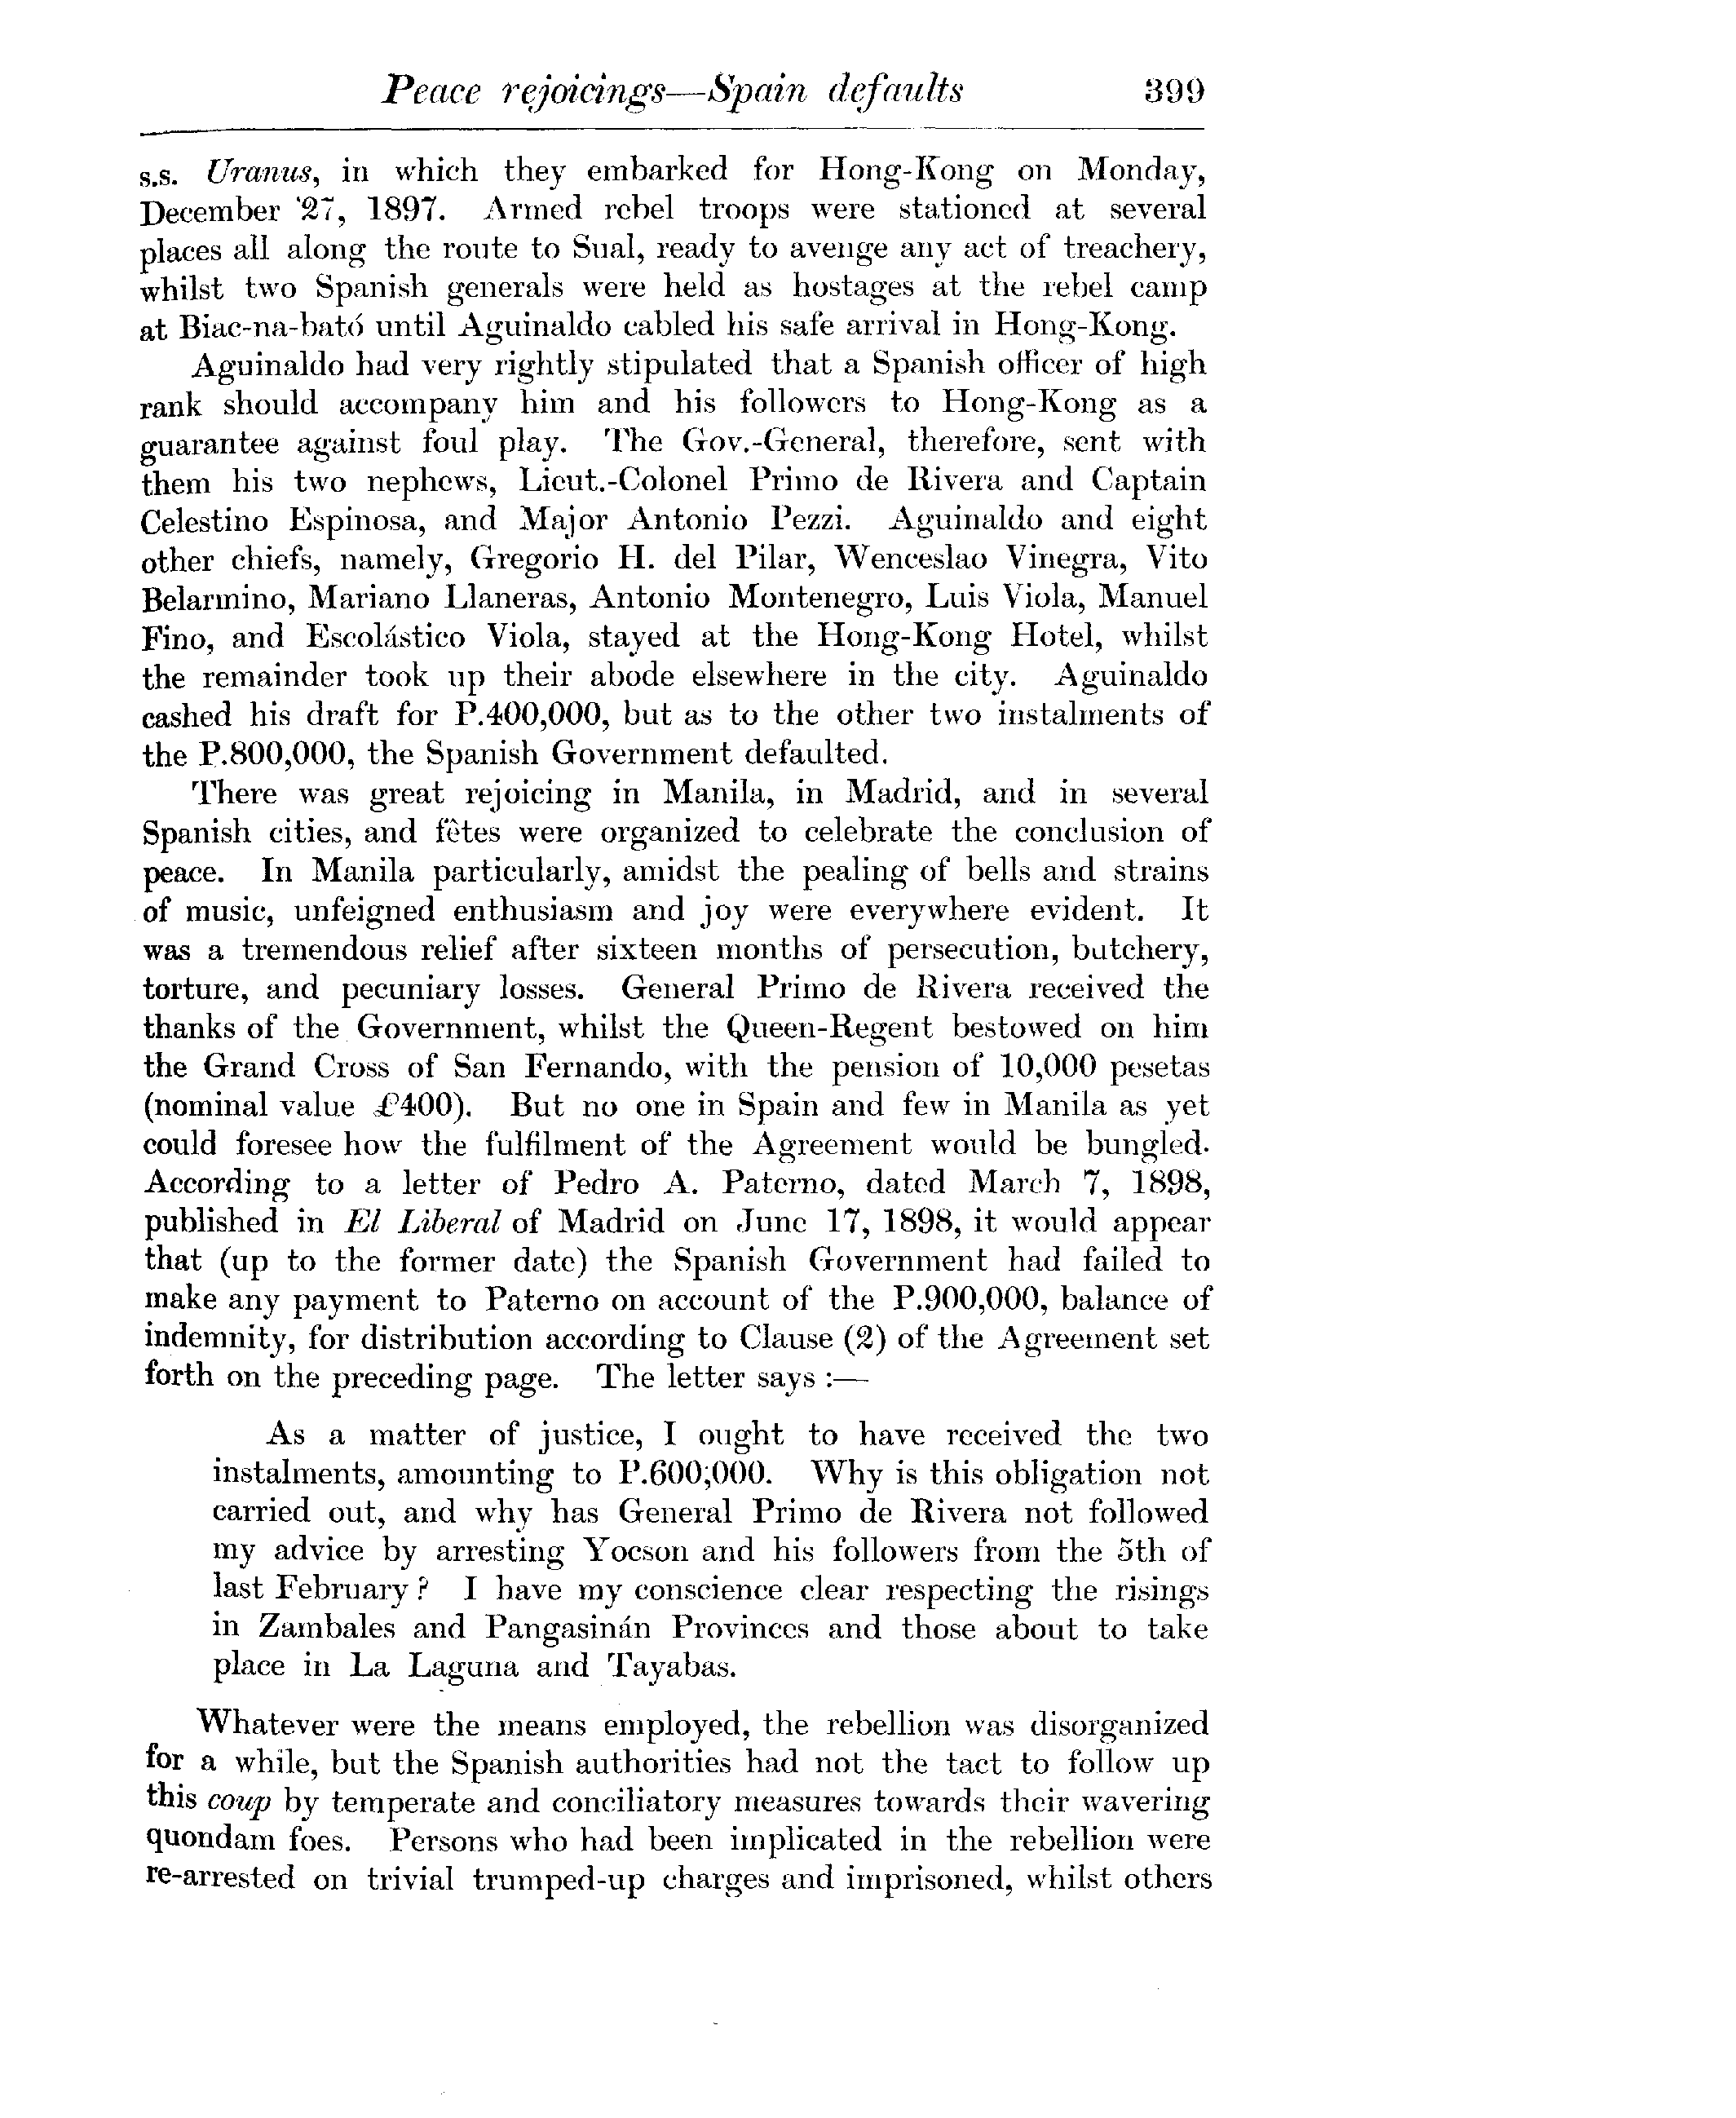 Peace rejoicings—Spain defaults 399
s.s. Uranus, in which they embarked for Hong-Kong on Monday,
December '27, 1897. Armed rebel troops were stationed at several
places all along the route to Sual, ready to avenge any act of treachery,
whilst two Spanish generals were held as hostages at the rebel camp
at Biac-na-bató until Aguinaldo cabled his safe arrival in Hong-Kong.
Aguinaldo had very rightly stipulated that a Spanish officer of high
rank should accompany him and his followers to Hong-Kong as a
guarantee against foul play. The Gov.-General, therefore, sent with
them his two nephews, Lieut.-Colonel Primo de Rivera and Captain
Celestino Espinosa, and Major Antonio Pezzi. Aguinaldo and eight
other chiefs, namely, Gregorio H. del Pilar, Wenceslao Vinegra, Vito
Belarmino, Mariano Llaneras, Antonio Montenegro, Luis Viola, Manuel
Fino, and Escolástico Viola, stayed at the Hong-Kong Hotel, whilst
the remainder took up their abode elsewhere in the city. Aguinaldo
cashed his draft for P.400,000, but as to the other two instalments of
the P.800,000, the Spanish Government defaulted.
There was great rejoicing in Manila, in Madrid, and in several
Spanish cities, and fêtes were organized to celebrate the conclusion of
peace. In Manila particularly, amidst the pealing of bells and strains
of music, unfeigned enthusiasm and joy were everywhere evident. It
was a tremendous relief after sixteen months of persecution, butchery,
torture, and pecuniary losses. General Primo de Rivera received the
thanks of the Government, whilst the Queen-Regent bestowed on him
the Grand Cross of San Fernando, with the pension of 10,000 pesetas
(nominal value £400). But no one in Spain and few in Manila as yet
could foresee how the fulfilment of the Agreement would be bungled.
According to a letter of Pedro A. Paterno, dated March 7, 1898,
published in El Liberal of Madrid on June 17, 1898, it would appear
that (up to the former date) the Spanish Government had failed to
make any payment to Paterno on account of the P.900,000, balance of
indemnity, for distribution according to Clause (2) of the Agreement set
forth on the preceding page. The letter says :—
As a matter of justice, I ought to have received the two
instalments, amounting to P.600;000. Why is this obligation not
carried out, and why has General Primo de Rivera not followed
my advice by arresting Yocson and his followers from the 5th of
last February? I have my conscience clear respecting the risings
in Zambales and Pangasinán Provinces and those about to take
place in La Laguna and Tayabas.
Whatever were the means employed, the rebellion was disorganized
for a while, but the Spanish authorities had not the tact to follow up
this coup by temperate and conciliatory measures towards their wavering
quondam foes. Persons who had been implicated in the rebellion were
re-arrested on trivial trumped-up charges and imprisoned, whilst others